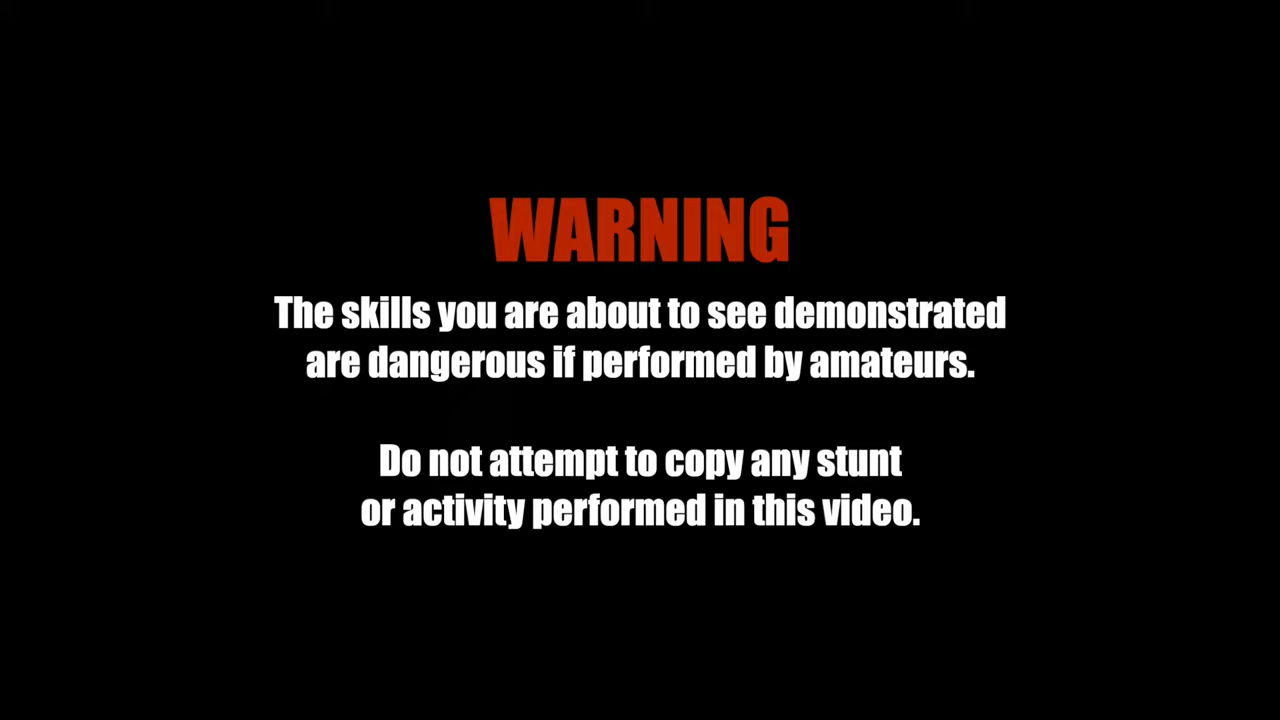 WARNING
The skills you are about to see demonstrated
are dangerous if performed by amateurs.
Do not attempt to copy any stunt
or activity performed in this video.